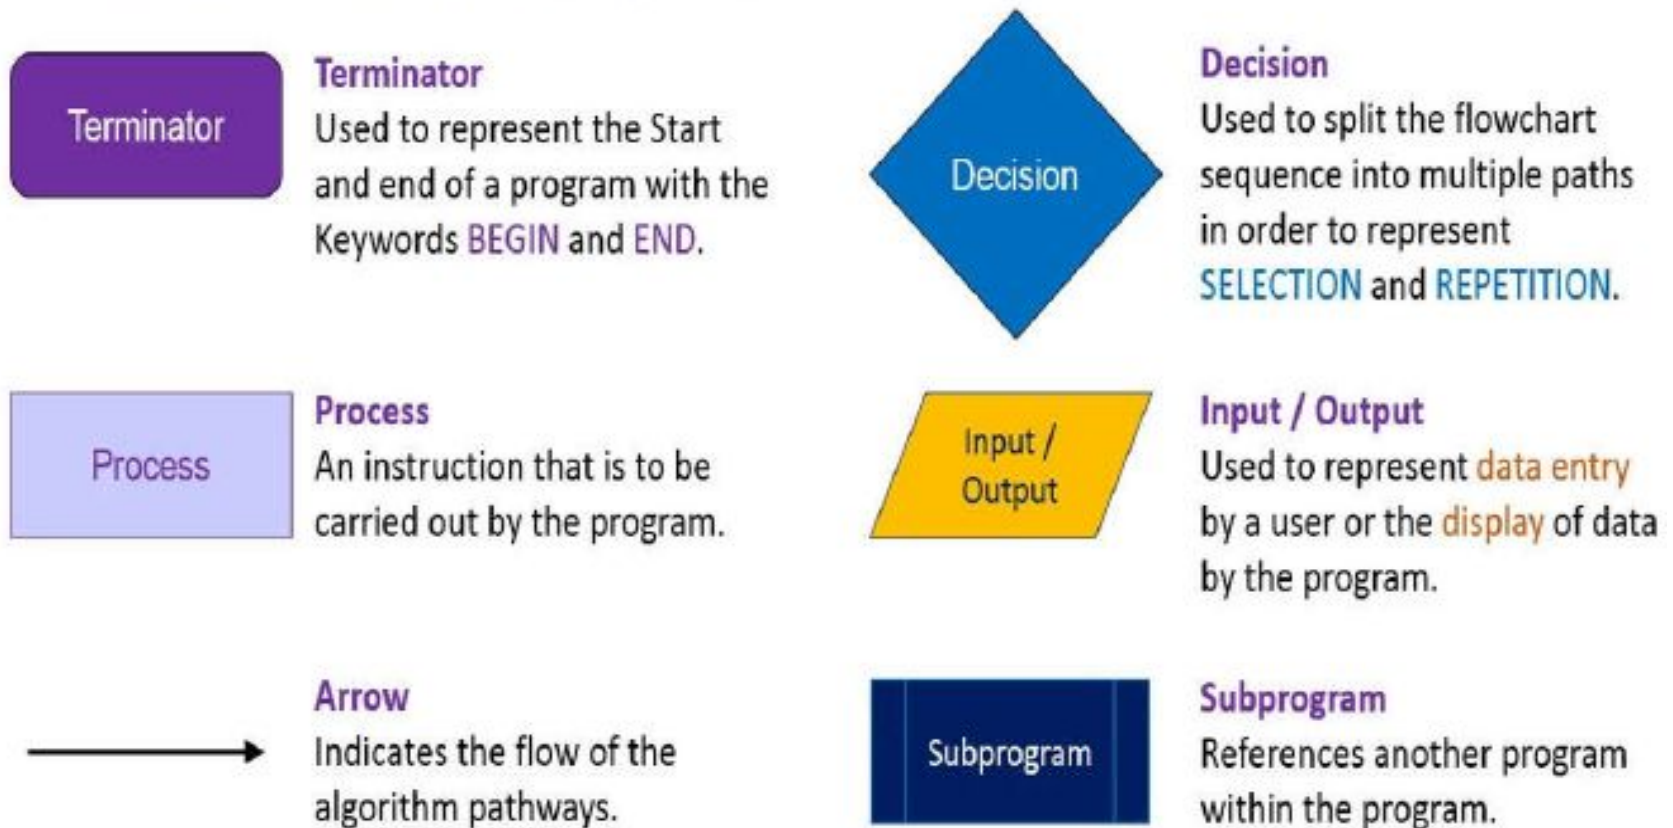 Terminator
Terminator
Used to represent the Start
and end of a program with the
Keywords BEGIN and END.
Decision
Decision
Used to split the flowchart
sequence into multiple paths
in order to represent
SELECTION and REPETITION.
Process
Process
An instruction that is to be
carried out by the program.
Input /
Output
Input / Output
Used to represent data entry
by a user or the display of data
by the program.
Arrow
Indicates the flow of the
algorithm pathways.
Subprogram
Subprogram
References another program
within the program.